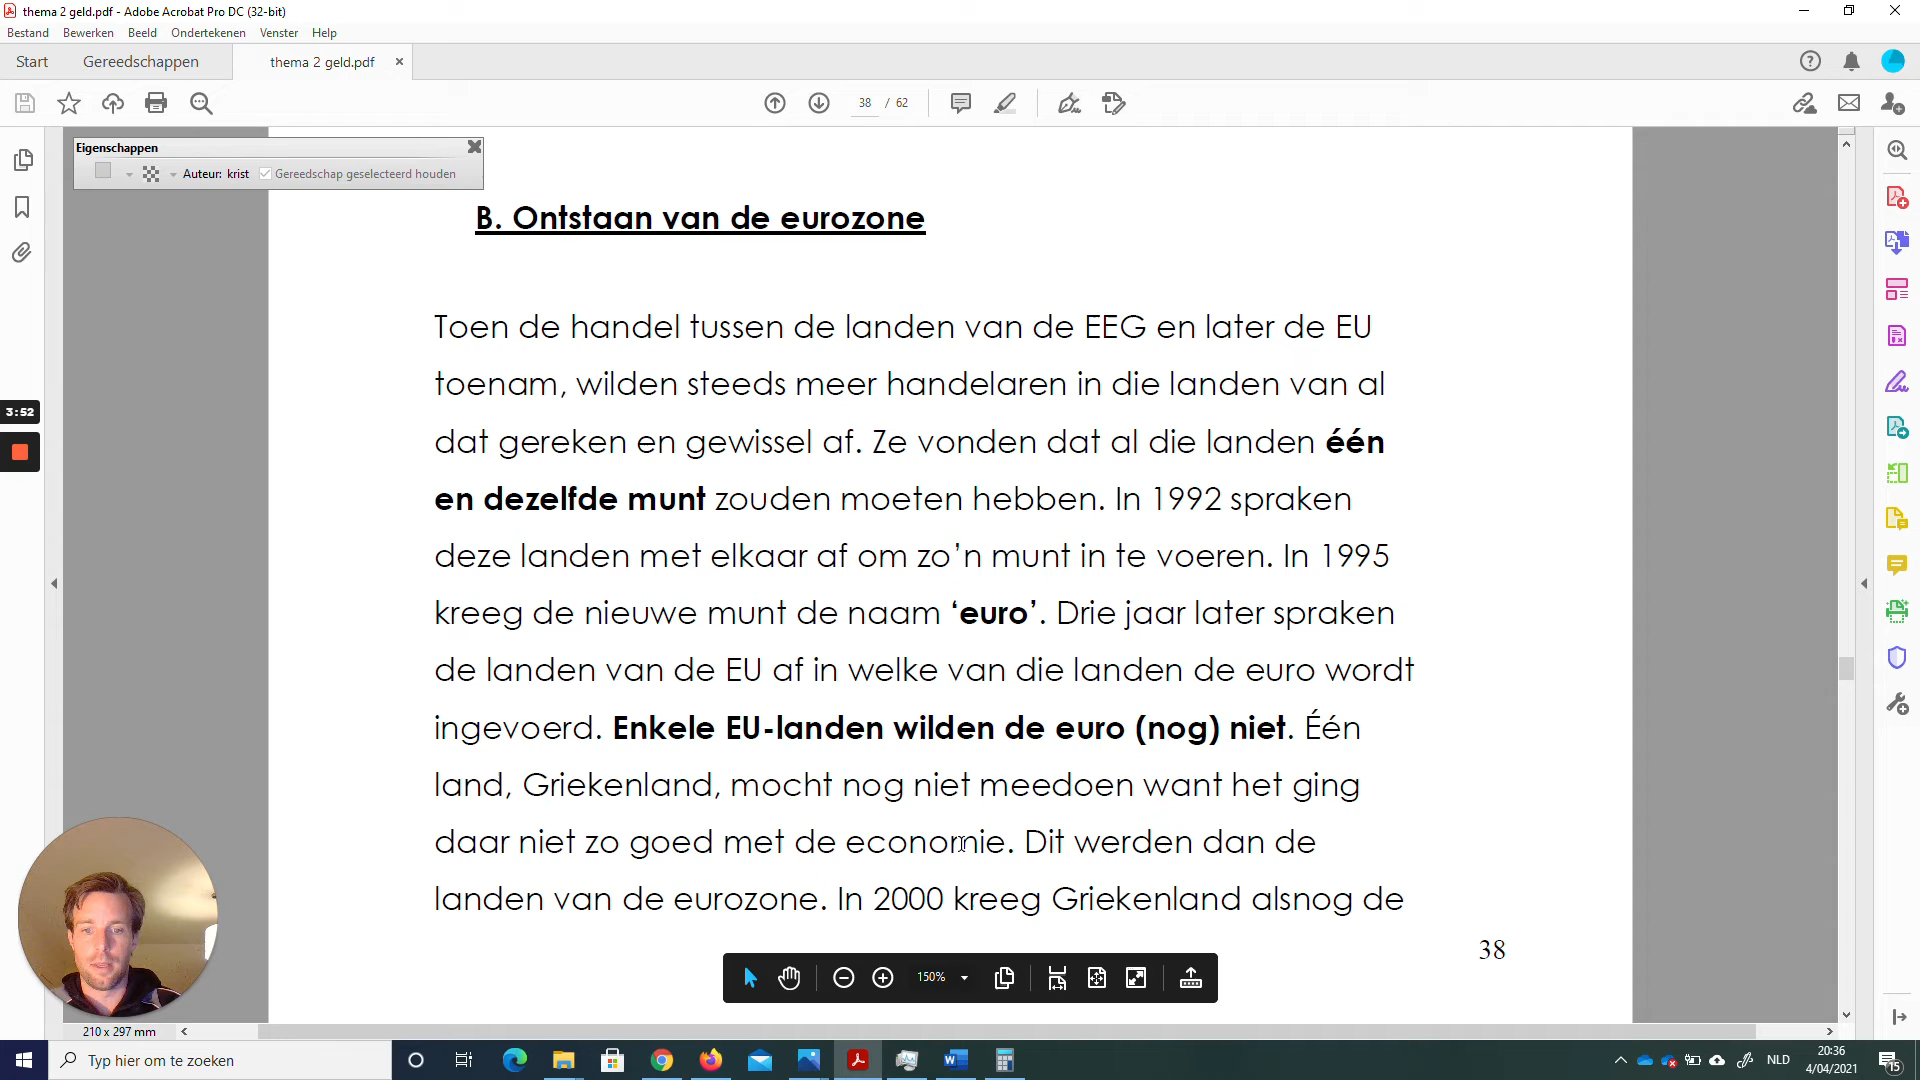 thema 2 geld.pdf - Adobe Acrobat Pro DC (32-bit)
Bestand Bewerken Beeld Ondertekenen Venster Help
Start Gereedschappen thema 2 geld.pdf
38 / 62
Eigenschappen
Auteur: krist Gereedschap geselecteerd houden
B. Ontstaan van de eurozone
Toen de handel tussen de landen van de EEG en later de EU
toenam, wilden steeds meer handelaren in die landen van al
3:52
dat gereken en gewissel af. Ze vonden dat al die landen één
en dezelfde munt zouden moeten hebben. In 1992 spraken
deze landen met elkaar af om zo’n munt in te voeren. In 1995
kreeg de nieuwe munt de naam ‘euro’. Drie jaar later spraken
de landen van de EU af in welke van die landen de euro wordt
ingevoerd. Enkele EU-landen wilden de euro (nog) niet. Één
land, Griekenland, mocht nog niet meedoen want het ging
daar niet zo goed met de economie. Dit werden dan de
landen van de eurozone. In 2000 kreeg Griekenland alsnog de
38
150%
210 x 297 mm
Typ hier om te zoeken
NLD
20:36
4/04/2021
15